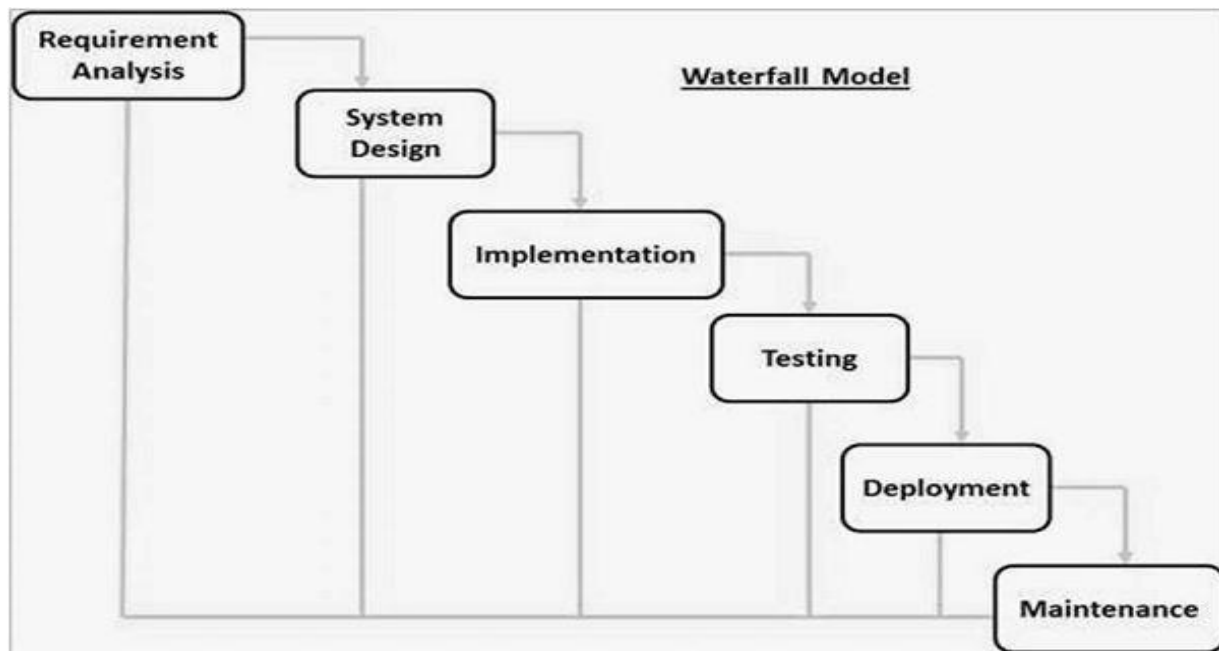 Requirement
Analysis
Waterfall Model
System
Design
Implementation
Testing
Deployment
Maintenance